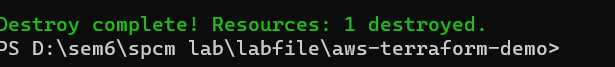 Destroy complete! Resources: 1 destroyed.
PS D:\sem6\spcm lab\labfile\aws-terraform-demo>